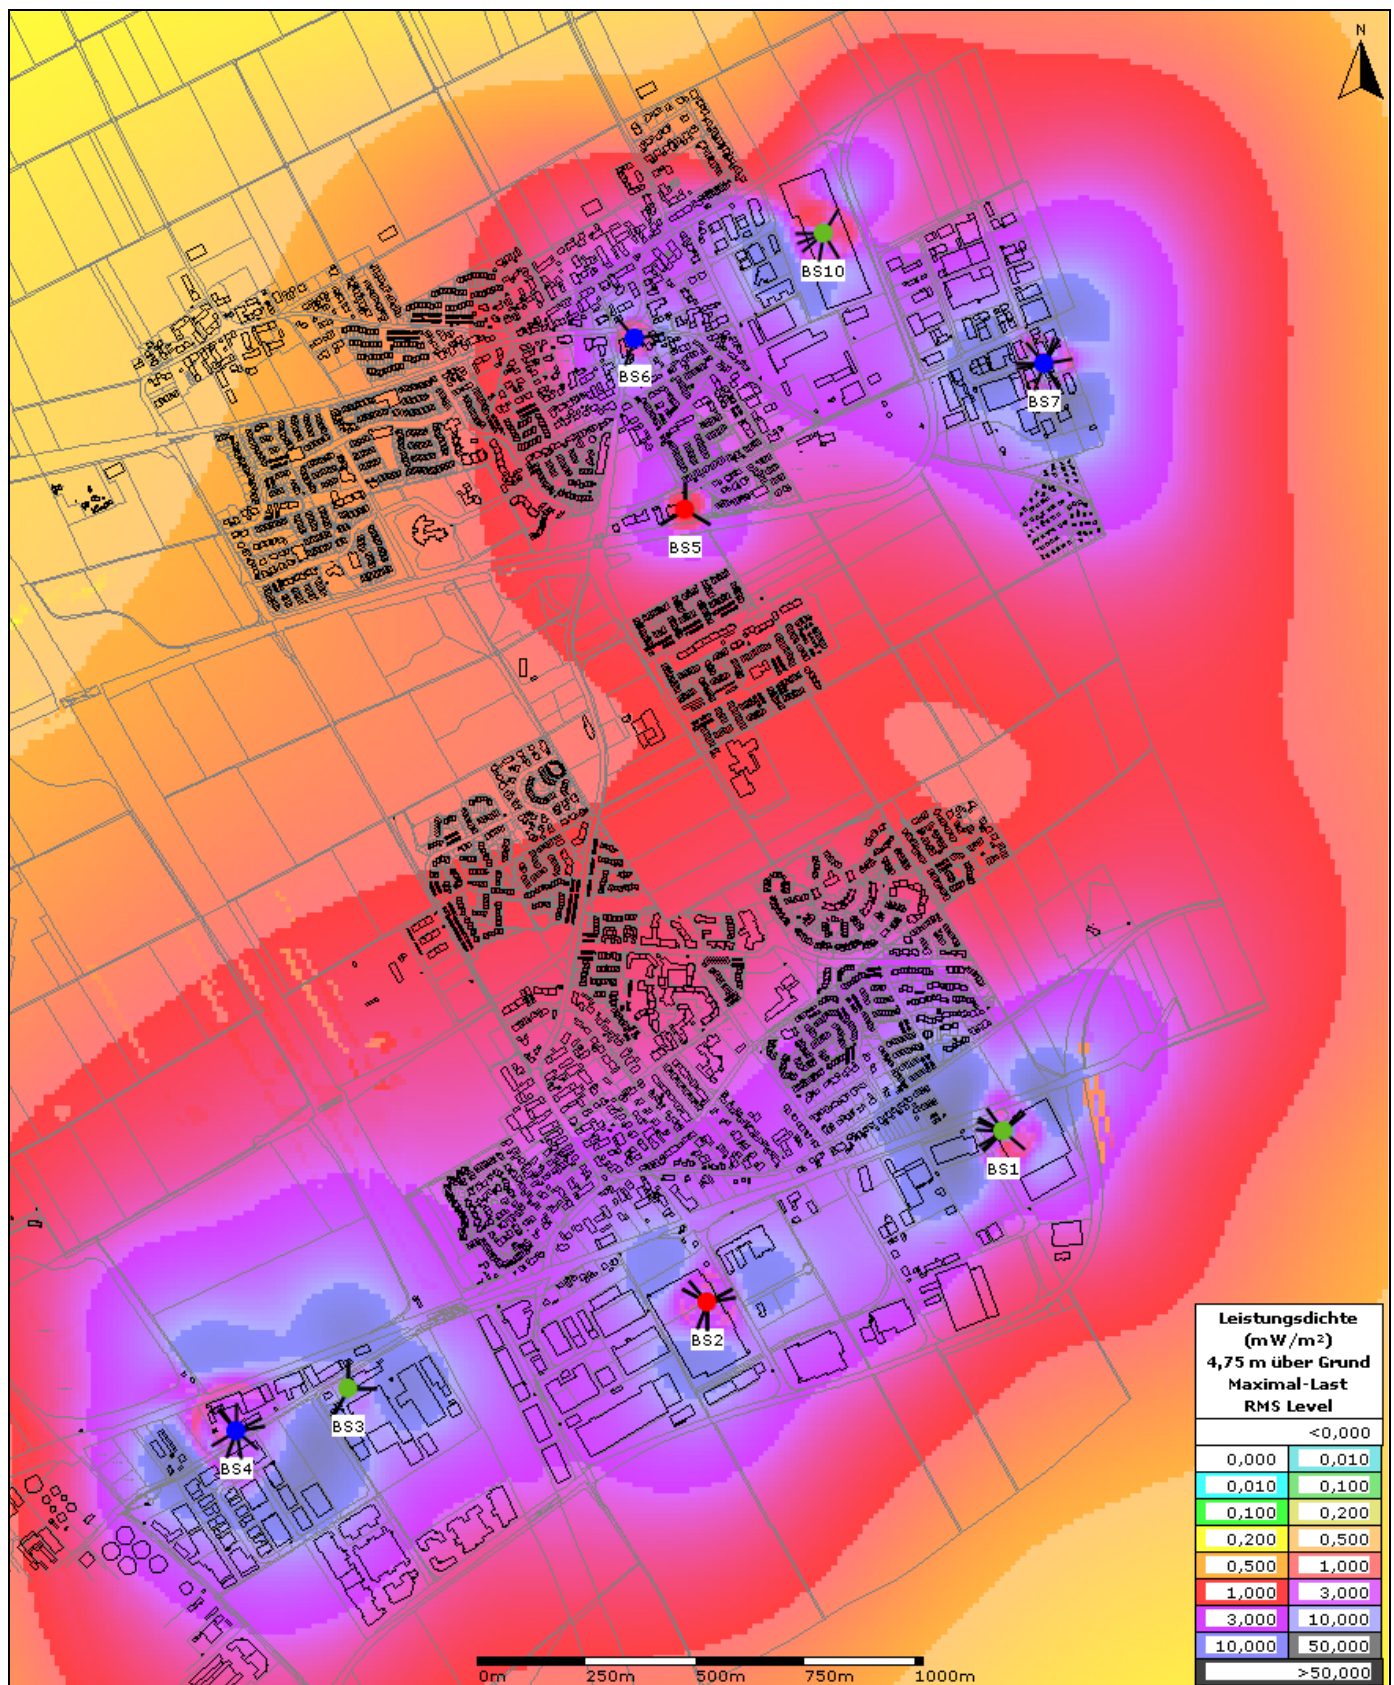 N
BS10
BS6
BS7
BS5
BS1
BS2
BS3
BS4
Leistungsdichte
(mW/m²)
4,75 m über Grund
Maximal-Last
RMS Level
<0,000
0,000 0,010
0,010 0,100
0,100 0,200
0,200 0,500
0,500 1,000
1,000 3,000
3,000 10,000
10,000 50,000
>50,000
0m 250m 500m 750m 1000m